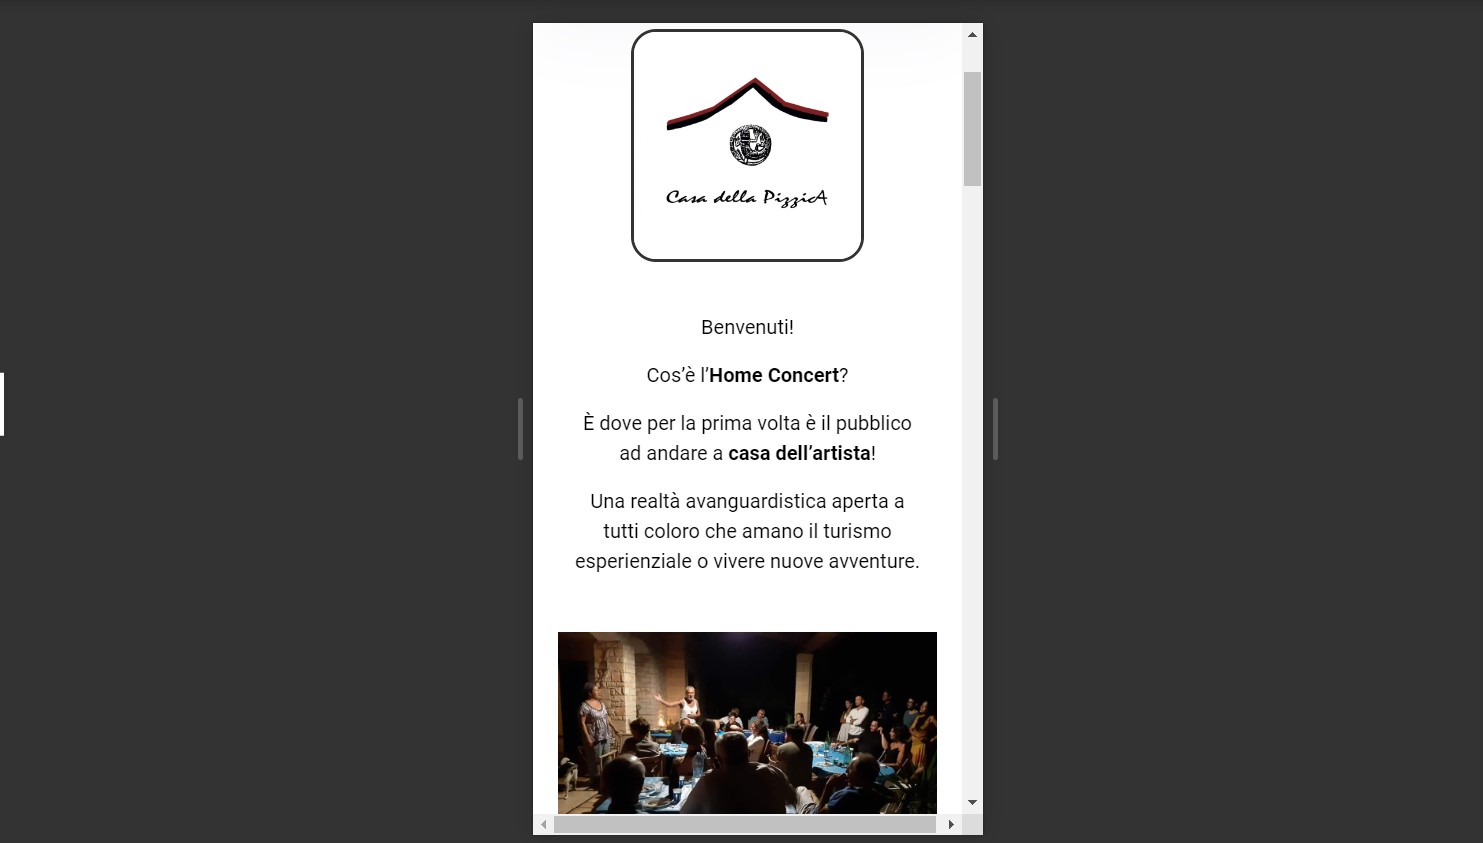 Casa della PizzicA
Benvenuti!
Cos’è l’Home Concert?
È dove per la prima volta è il pubblico
ad andare a casa dell’artista!
Una realtà avanguardistica aperta a
tutti coloro che amano il turismo
esperienziale o vivere nuove avventure.